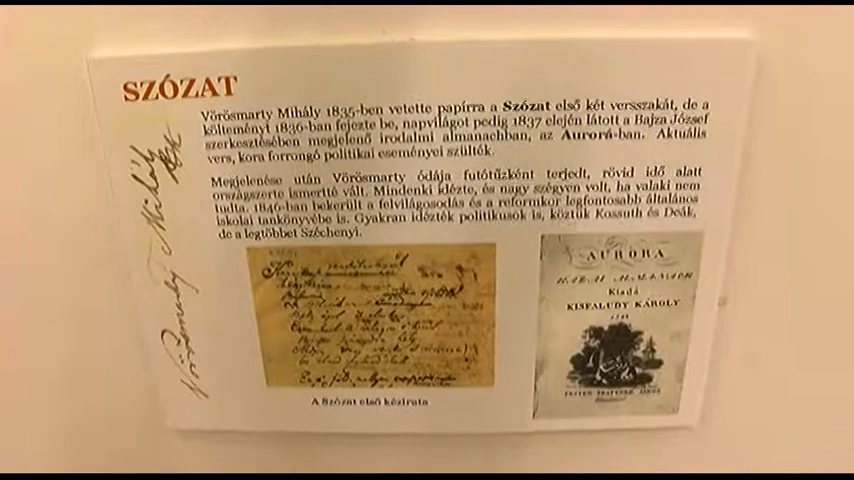 SZÓZAT
Vörösmarty Mihály 1835-ben vetette papírra a Szózat első két versszakát, de a
költeményt 1836-ban fejezte be, napvilágot pedig 1837 elején látott a Bajza József
szerkesztésében megjelenő irodalmi almanachban, az Aurorá-ban. Aktuális
vers, kora forrongó politikai eseményei szülték.
Megjelenése után Vörösmarty ódája futótűzként terjedt, rövid idő alatt
országszerte ismertté vált. Mindenki idézte, és nagy szégyen volt, ha valaki nem
tudta. 1846-ban bekerült a felvilágosodás és a reformkor legfontosabb általános
iskolai tankönyvébe is. Gyakran idézték politikusok is, köztük Kossuth és Deák,
de a legtöbbet Széchenyi.
Vörösmarty Mihály
A Szózat első kézirata
AURORA
Kiadá
KISFALUDY KÁROLY